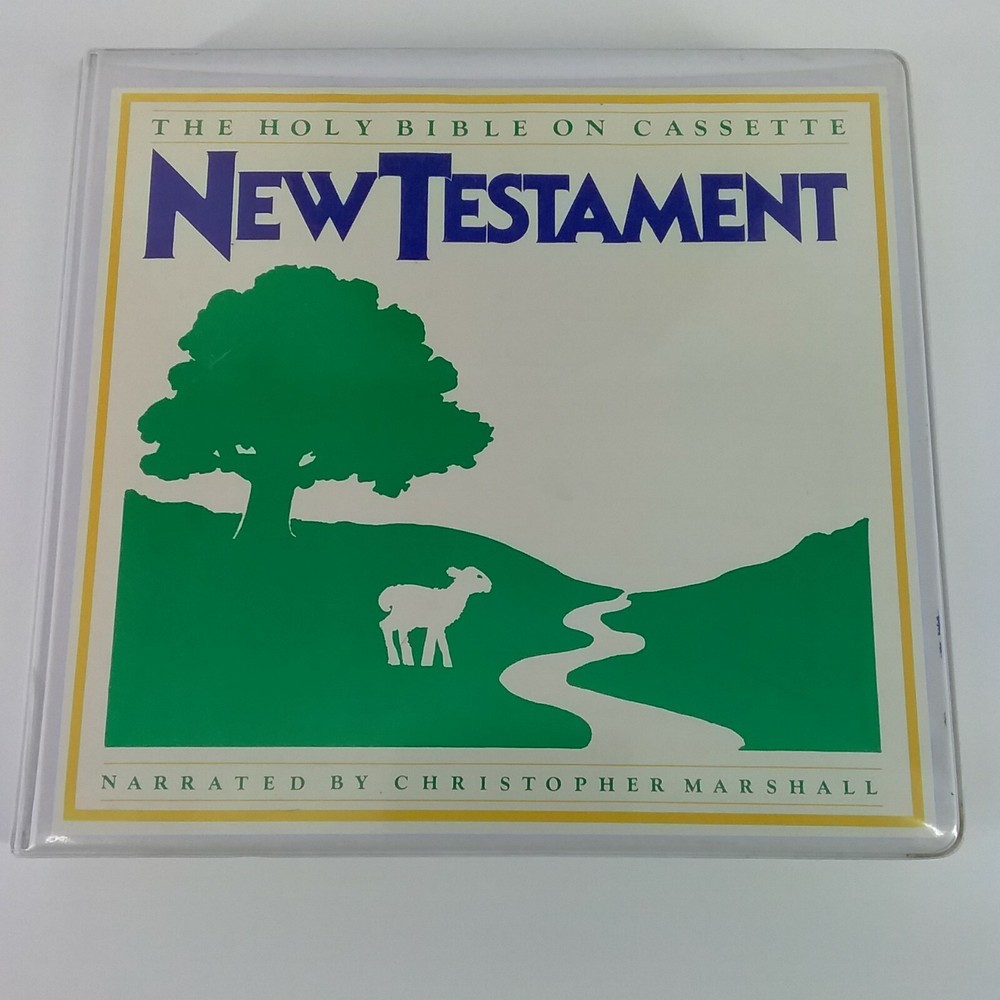 THE HOLY BIBLE ON CASSETTE
NEW TESTAMENT
NARRATED BY CHRISTOPHER MARSHALL